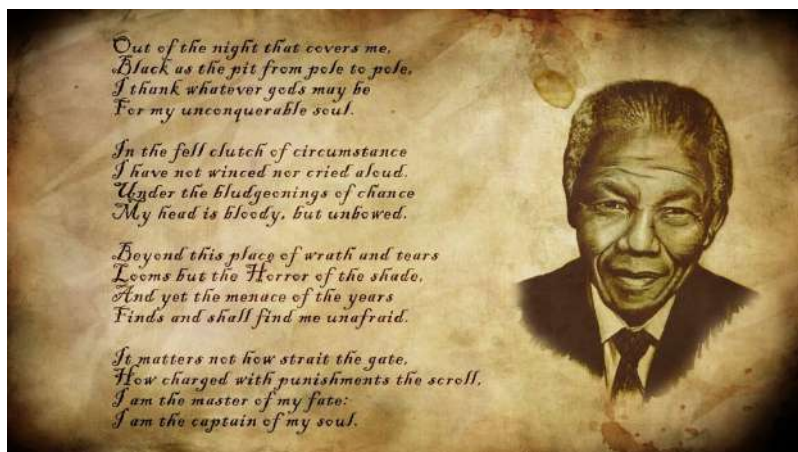 Out of the night that covers me,
Black as the pit from pole to pole,
I thank whatever gods may be
For my unconquerable soul.
In the fell clutch of circumstance
I have not winced nor cried aloud.
Under the bludgeonings of chance
My head is bloody, but unbowed.
Beyond this place of wrath and tears
Looms but the Horror of the shade,
And yet the menace of the years
Finds and shall find me unafraid.
It matters not how strait the gate,
How charged with punishments the scroll,
I am the master of my fate:
I am the captain of my soul.